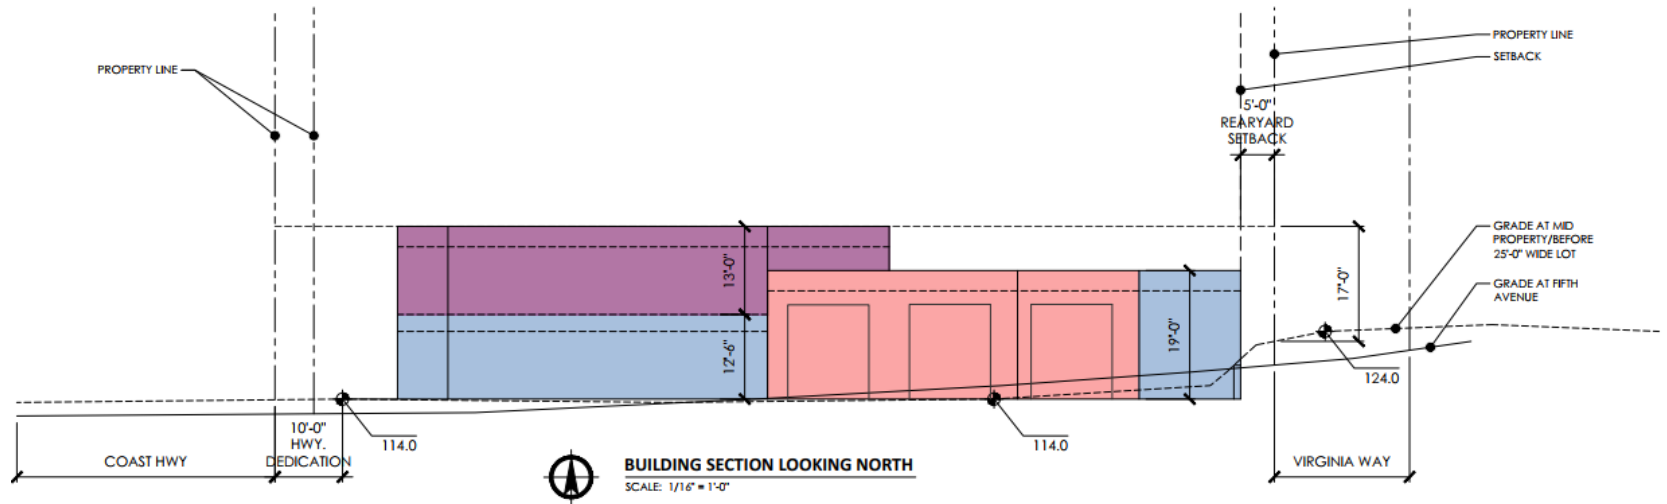 PROPERTY LINE
PROPERTY LINE
SETBACK
5'-0"
REARYARD
SETBACK
GRADE AT MID
PROPERTY/BEFORE
25'-0" WIDE LOT
GRADE AT FIFTH
AVENUE
13'-0"
12'-6"
19'-0"
17'-0"
124.0
114.0
114.0
10'-0"
HWY.
DEDICATION
COAST HWY
VIRGINIA WAY
BUILDING SECTION LOOKING NORTH
SCALE: 1/16" = 1'-0"